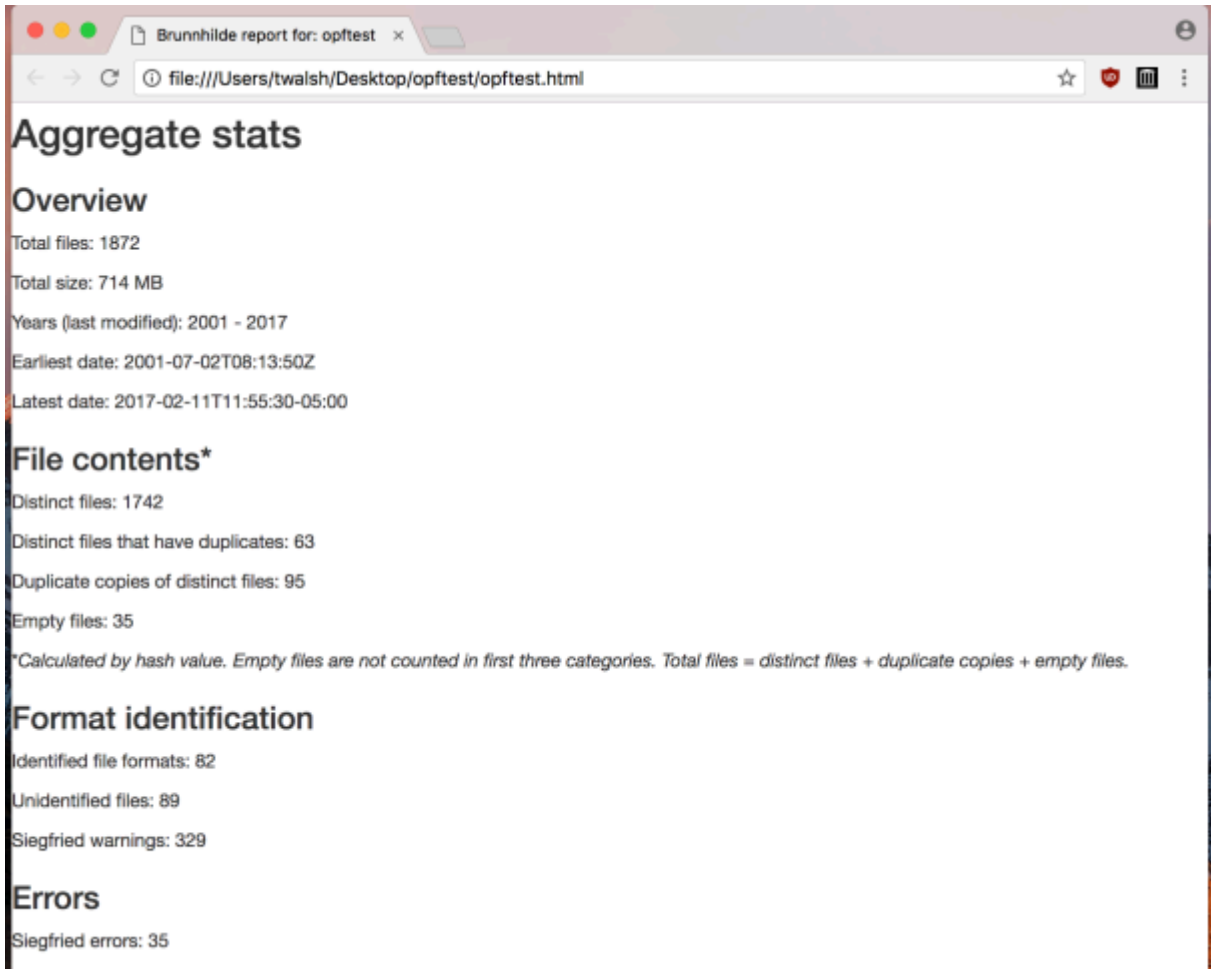 Brunnhilde report for: opftest
file:///Users/twalsh/Desktop/opftest/opftest.html
Aggregate stats
Overview
Total files: 1872
Total size: 714 MB
Years (last modified): 2001 - 2017
Earliest date: 2001-07-02T08:13:50Z
Latest date: 2017-02-11T11:55:30-05:00
File contents*
Distinct files: 1742
Distinct files that have duplicates: 63
Duplicate copies of distinct files: 95
Empty files: 35
*Calculated by hash value. Empty files are not counted in first three categories. Total files = distinct files + duplicate copies + empty files.
Format identification
Identified file formats: 82
Unidentified files: 89
Siegfried warnings: 329
Errors
Siegfried errors: 35